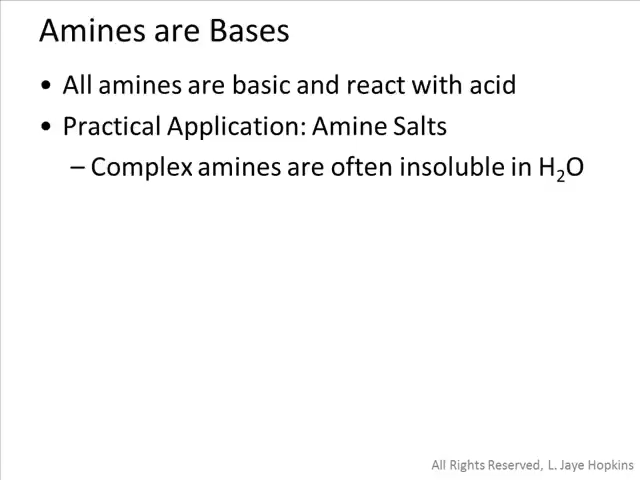 Amines are Bases
• All amines are basic and react with acid
• Practical Application: Amine Salts
– Complex amines are often insoluble in H₂O
All Rights Reserved, L. Jaye Hopkins